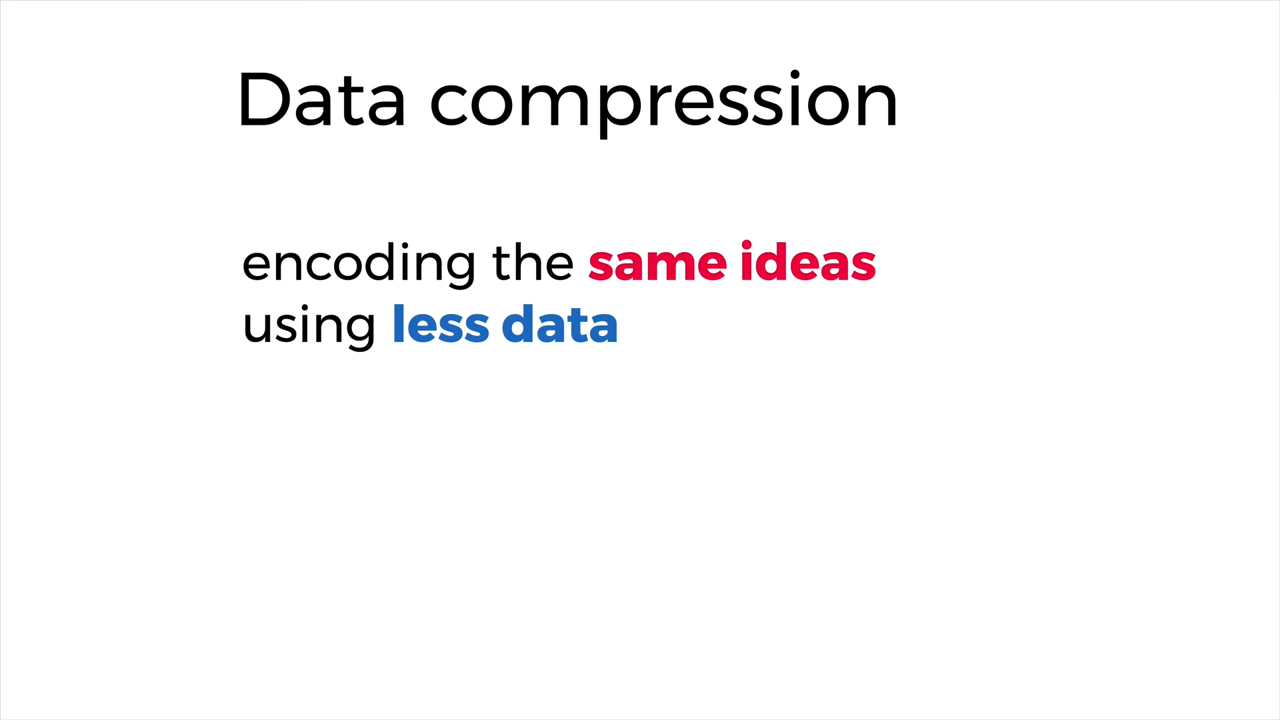 Data compression
encoding the same ideas
using less data